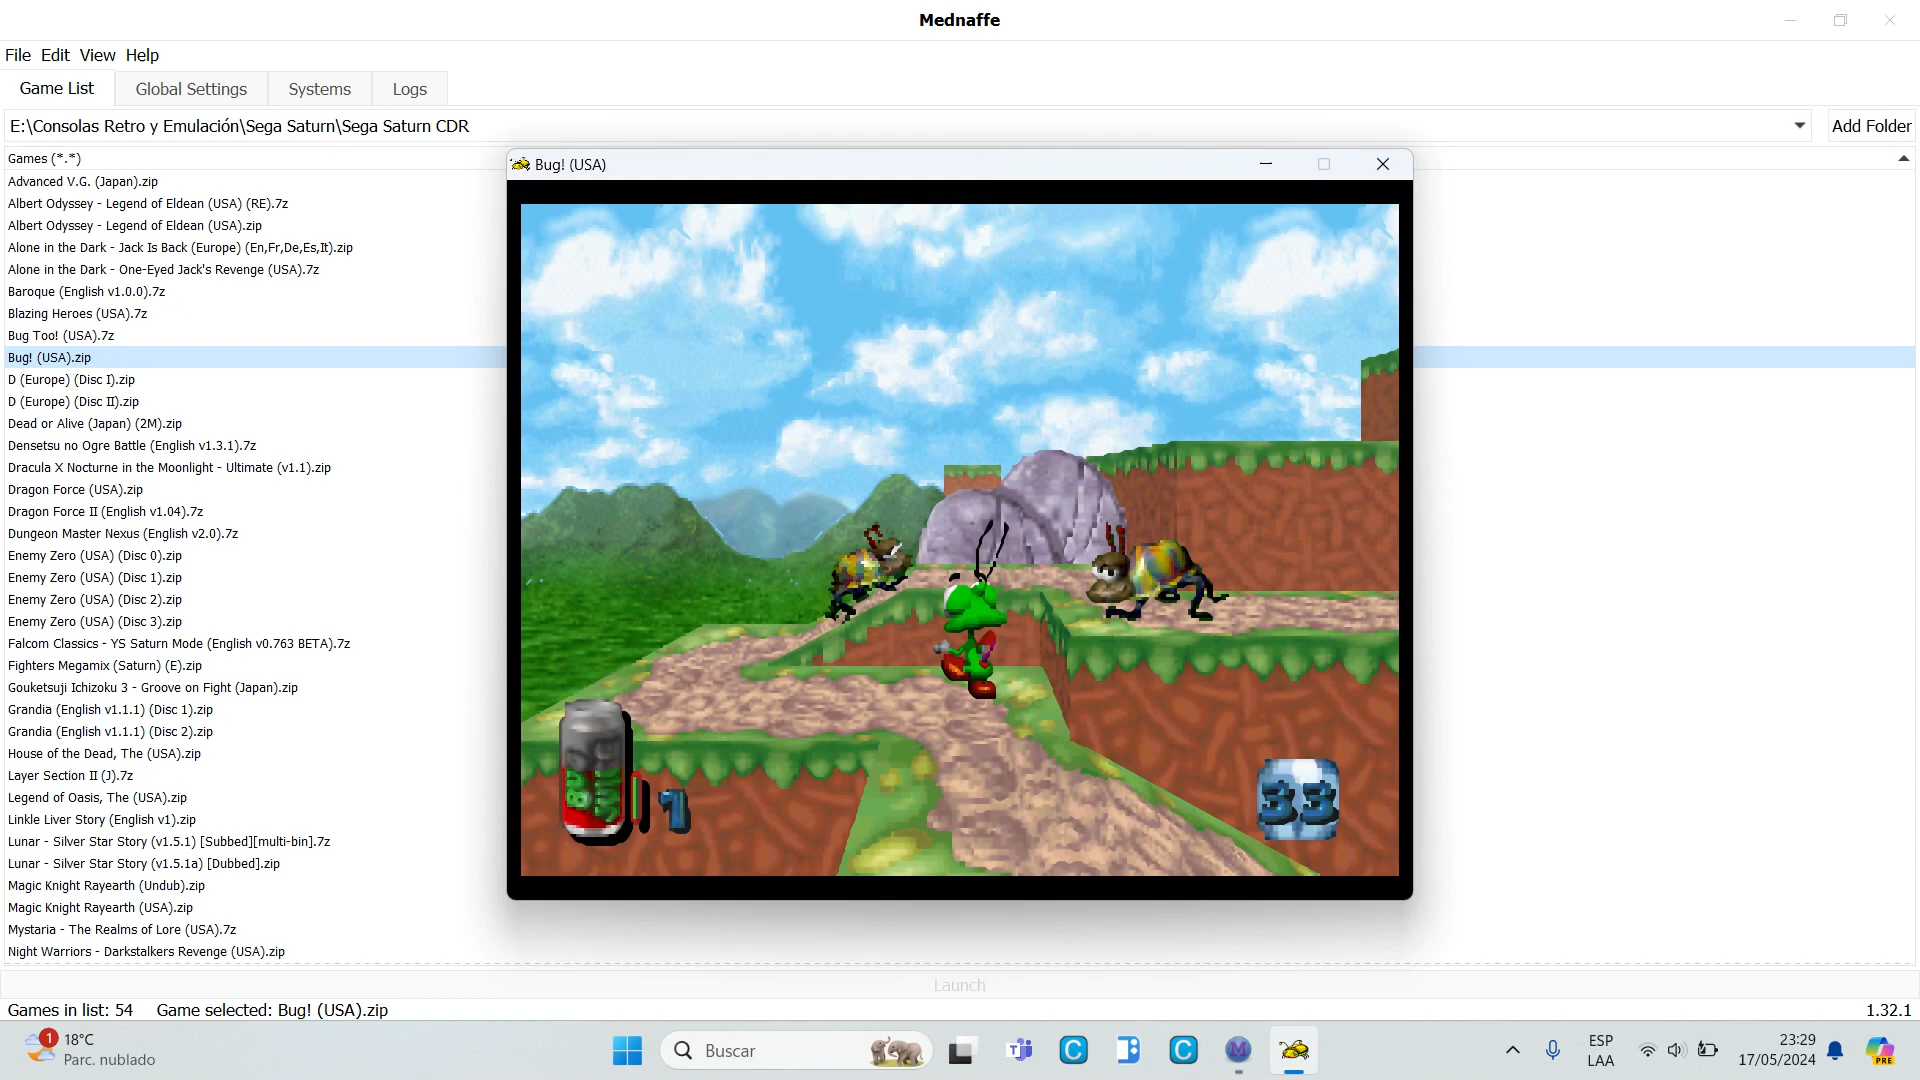 Mednaffe
File Edit View Help
Game List Global Settings Systems Logs
E:\Consolas Retro y Emulación\Sega Saturn\Sega Saturn CDR Add Folder
Games (*.*)
Bug! (USA)
Advanced V.G. (Japan).zip
Albert Odyssey - Legend of Eldean (USA) (RE).7z
Albert Odyssey - Legend of Eldean (USA).zip
Alone in the Dark - Jack Is Back (Europe) (En,Fr,De,Es,It).zip
Alone in the Dark - One-Eyed Jack's Revenge (USA).7z
Baroque (English v1.0.0).7z
Blazing Heroes (USA).7z
Bug Too! (USA).7z
Bug! (USA).zip
D (Europe) (Disc I).zip
D (Europe) (Disc II).zip
Dead or Alive (Japan) (2M).zip
Densetsu no Ogre Battle (English v1.3.1).7z
Dracula X Nocturne in the Moonlight - Ultimate (v1.1).zip
Dragon Force (USA).zip
Dragon Force II (English v1.04).7z
Dungeon Master Nexus (English v2.0).7z
Enemy Zero (USA) (Disc 0).zip
Enemy Zero (USA) (Disc 1).zip
Enemy Zero (USA) (Disc 2).zip
Enemy Zero (USA) (Disc 3).zip
Falcom Classics - YS Saturn Mode (English v0.763 BETA).7z
Fighters Megamix (Saturn) (E).zip
Gouketsuji Ichizoku 3 - Groove on Fight (Japan).zip
Grandia (English v1.1.1) (Disc 1).zip
Grandia (English v1.1.1) (Disc 2).zip
House of the Dead, The (USA).zip
Layer Section II (J).7z
Legend of Oasis, The (USA).zip
Linkle Liver Story (English v1).zip
Lunar - Silver Star Story (v1.5.1) [Subbed][multi-bin].7z
Lunar - Silver Star Story (v1.5.1a) [Dubbed].zip
Magic Knight Rayearth (Undub).zip
Magic Knight Rayearth (USA).zip
Mystaria - The Realms of Lore (USA).7z
Night Warriors - Darkstalkers Revenge (USA).zip
1
33
Launch
Games in list: 54 Game selected: Bug! (USA).zip 1.32.1
1 18°C
Parc. nublado
Buscar
ESP
LAA
23:29
17/05/2024
PRE